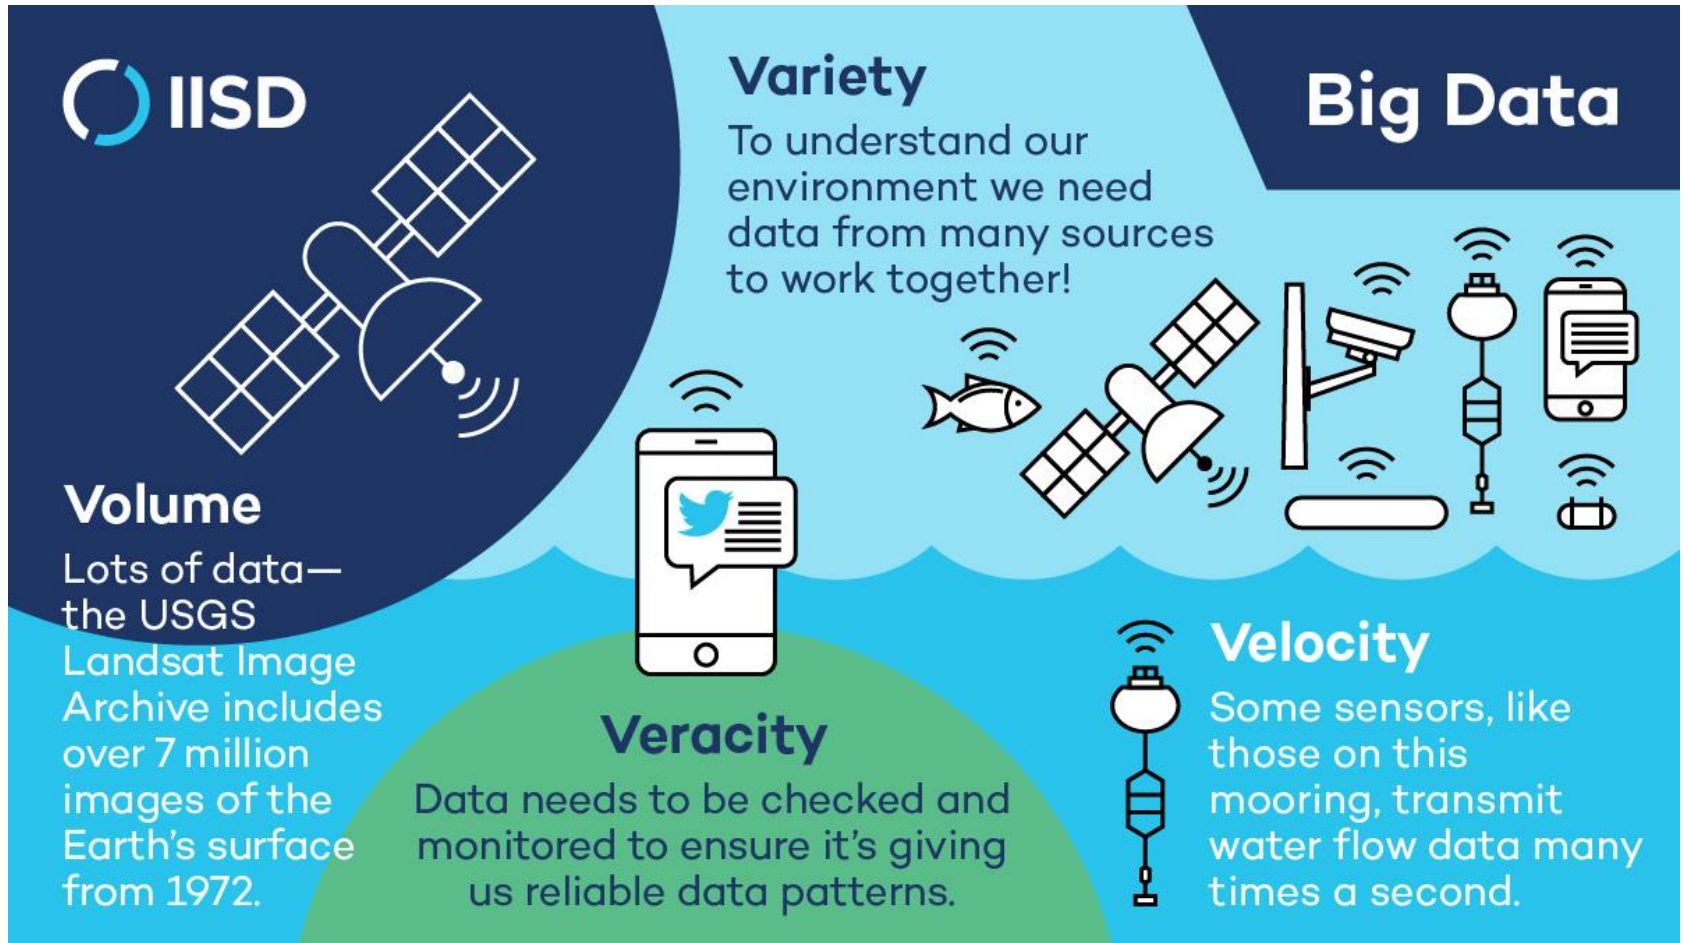 IISD
Big Data
Volume
Lots of data—
the USGS
Landsat Image
Archive includes
over 7 million
images of the
Earth's surface
from 1972.
Variety
To understand our
environment we need
data from many sources
to work together!
Veracity
Data needs to be checked and
monitored to ensure it's giving
us reliable data patterns.
Velocity
Some sensors, like
those on this
mooring, transmit
water flow data many
times a second.